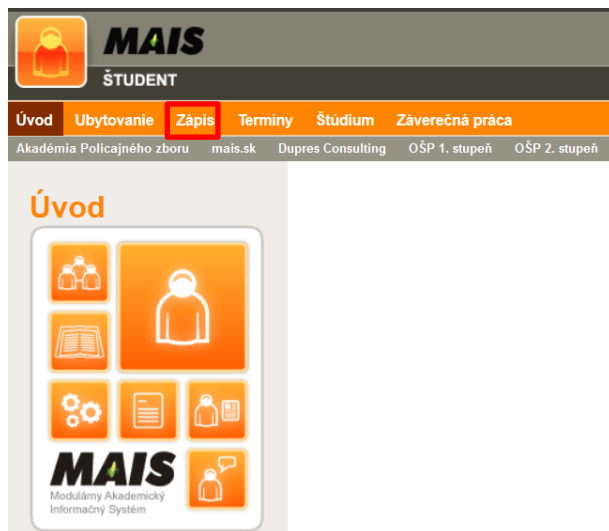 MAIS
ŠTUDENT
Úvod Ubytovanie Zápis Termíny Štúdium Záverečná práca
Akadémia Policajného zboru mais.sk Dupres Consulting OŠP 1. stupeň OŠP 2. stupeň
Úvod
MAIS
Modulárny Akademický
Informačný Systém